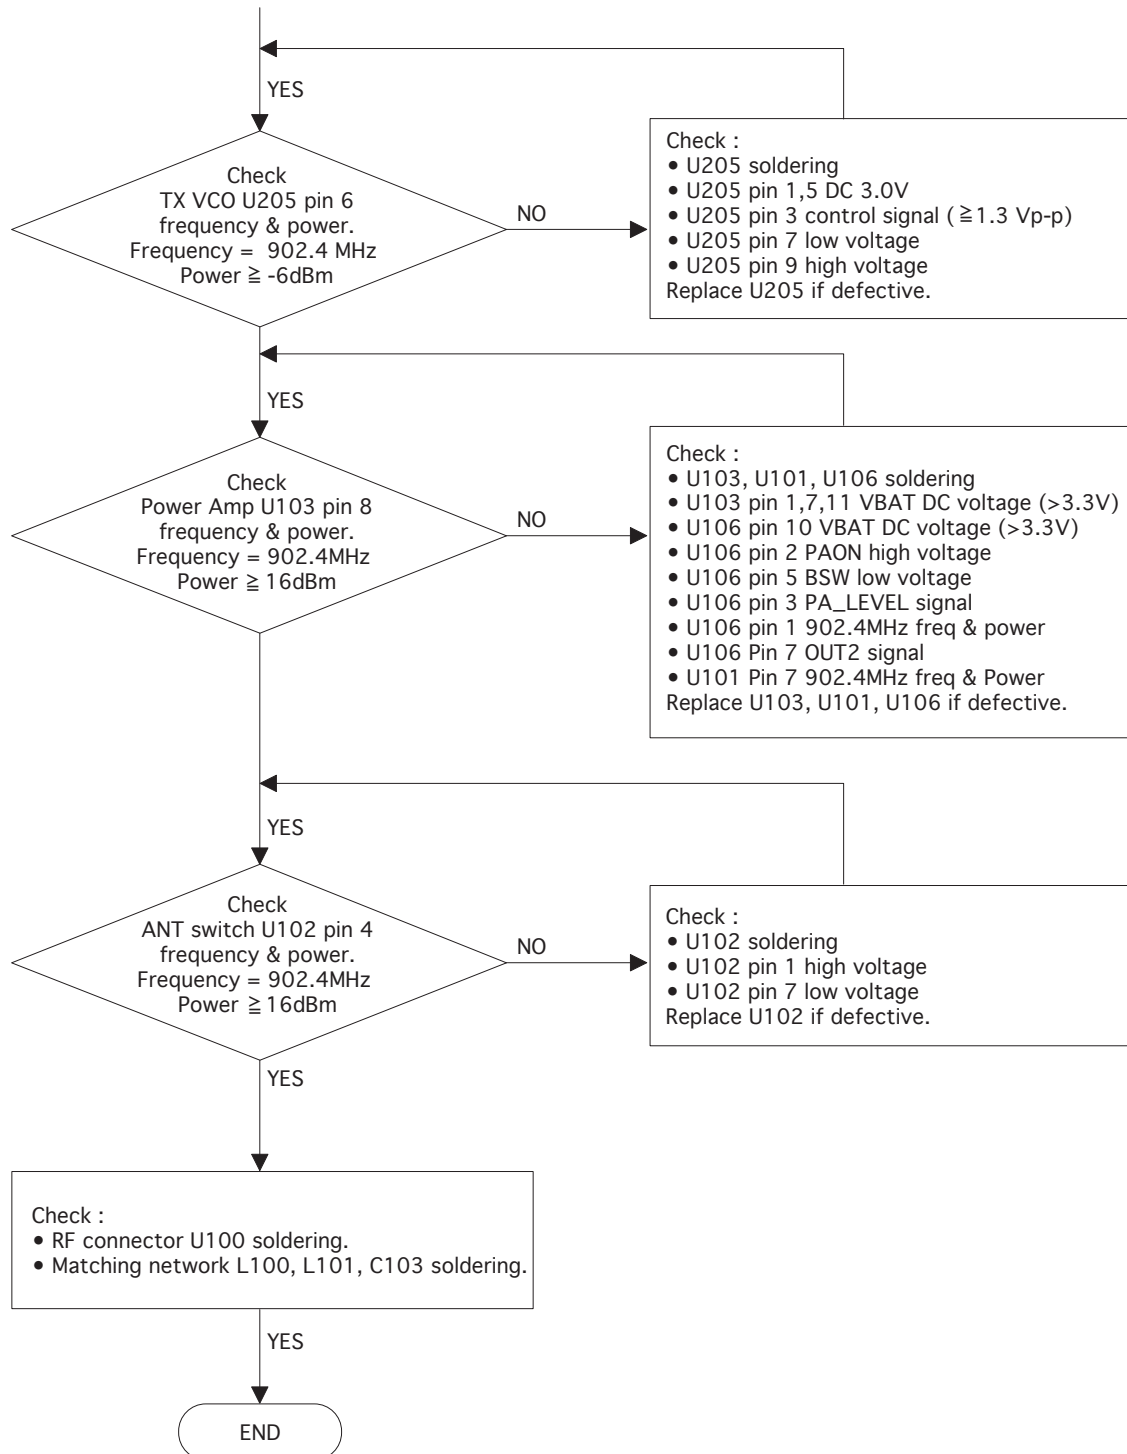 YES
Check
TX VCO U205 pin 6
frequency & power.
Frequency = 902.4 MHz
Power ≧ -6dBm
NO
Check :
• U205 soldering
• U205 pin 1,5 DC 3.0V
• U205 pin 3 control signal (≧1.3 Vp-p)
• U205 pin 7 low voltage
• U205 pin 9 high voltage
Replace U205 if defective.
YES
Check
Power Amp U103 pin 8
frequency & power.
Frequency = 902.4MHz
Power ≧ 16dBm
NO
Check :
• U103, U101, U106 soldering
• U103 pin 1,7,11 VBAT DC voltage (>3.3V)
• U106 pin 10 VBAT DC voltage (>3.3V)
• U106 pin 2 PAON high voltage
• U106 pin 5 BSW low voltage
• U106 pin 3 PA_LEVEL signal
• U106 pin 1 902.4MHz freq & power
• U106 Pin 7 OUT2 signal
• U101 Pin 7 902.4MHz freq & Power
Replace U103, U101, U106 if defective.
YES
Check
ANT switch U102 pin 4
frequency & power.
Frequency = 902.4MHz
Power ≧ 16dBm
NO
Check :
• U102 soldering
• U102 pin 1 high voltage
• U102 pin 7 low voltage
Replace U102 if defective.
YES
Check :
• RF connector U100 soldering.
• Matching network L100, L101, C103 soldering.
YES
END